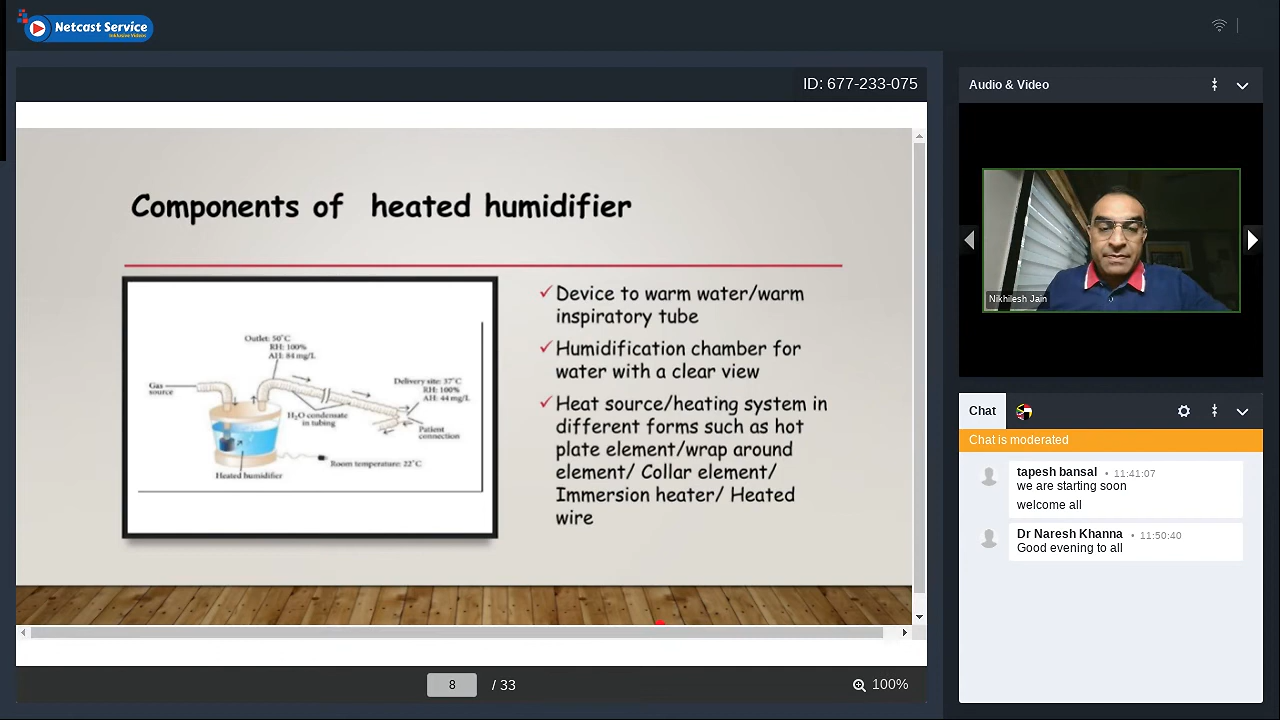 Netcast Service
Inklusive Videos
ID: 677-233-075
Components of heated humidifier
Outlet: 50°C
RH: 100%
AH: 84 mg/L
Gas
source
Delivery site: 37°C
RH: 100%
AH: 44 mg/L
H₂O condensate
in tubing
Patient
connection
Room temperature: 22°C
Heated humidifier
✓Device to warm water/warm
inspiratory tube
✓Humidification chamber for
water with a clear view
✓Heat source/heating system in
different forms such as hot
plate element/wrap around
element/ Collar element/
Immersion heater/ Heated
wire
8 / 33
100%
Audio & Video
Nikhilesh Jain
Chat
Chat is moderated
tapesh bansal • 11:41:07
we are starting soon
welcome all
Dr Naresh Khanna • 11:50:40
Good evening to all